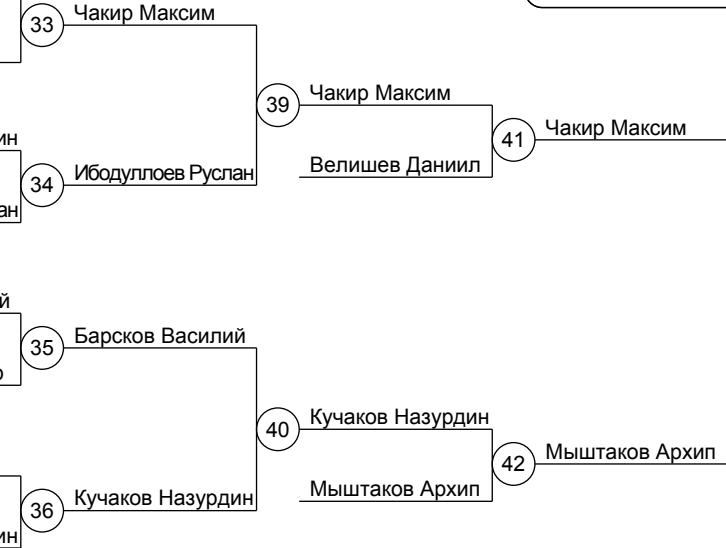 33
Чакир Максим
39
Чакир Максим
41
Чакир Максим
Велишев Даниил
34
Ибодуллоев Руслан
35
Барсков Василий
40
Кучаков Назурдин
42
Мыштаков Архип
Мыштаков Архип
36
Кучаков Назурдин